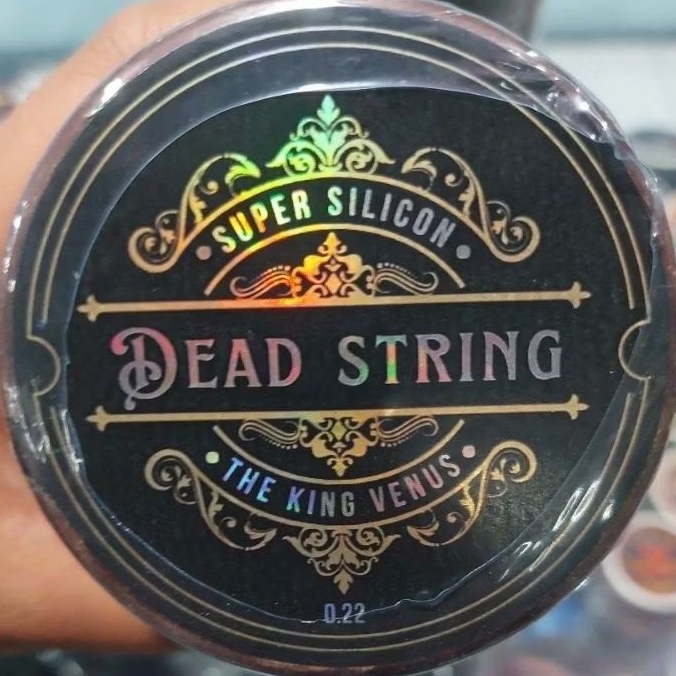 SUPER SILICON
DEAD STRING
THE KING VENUS
0.22